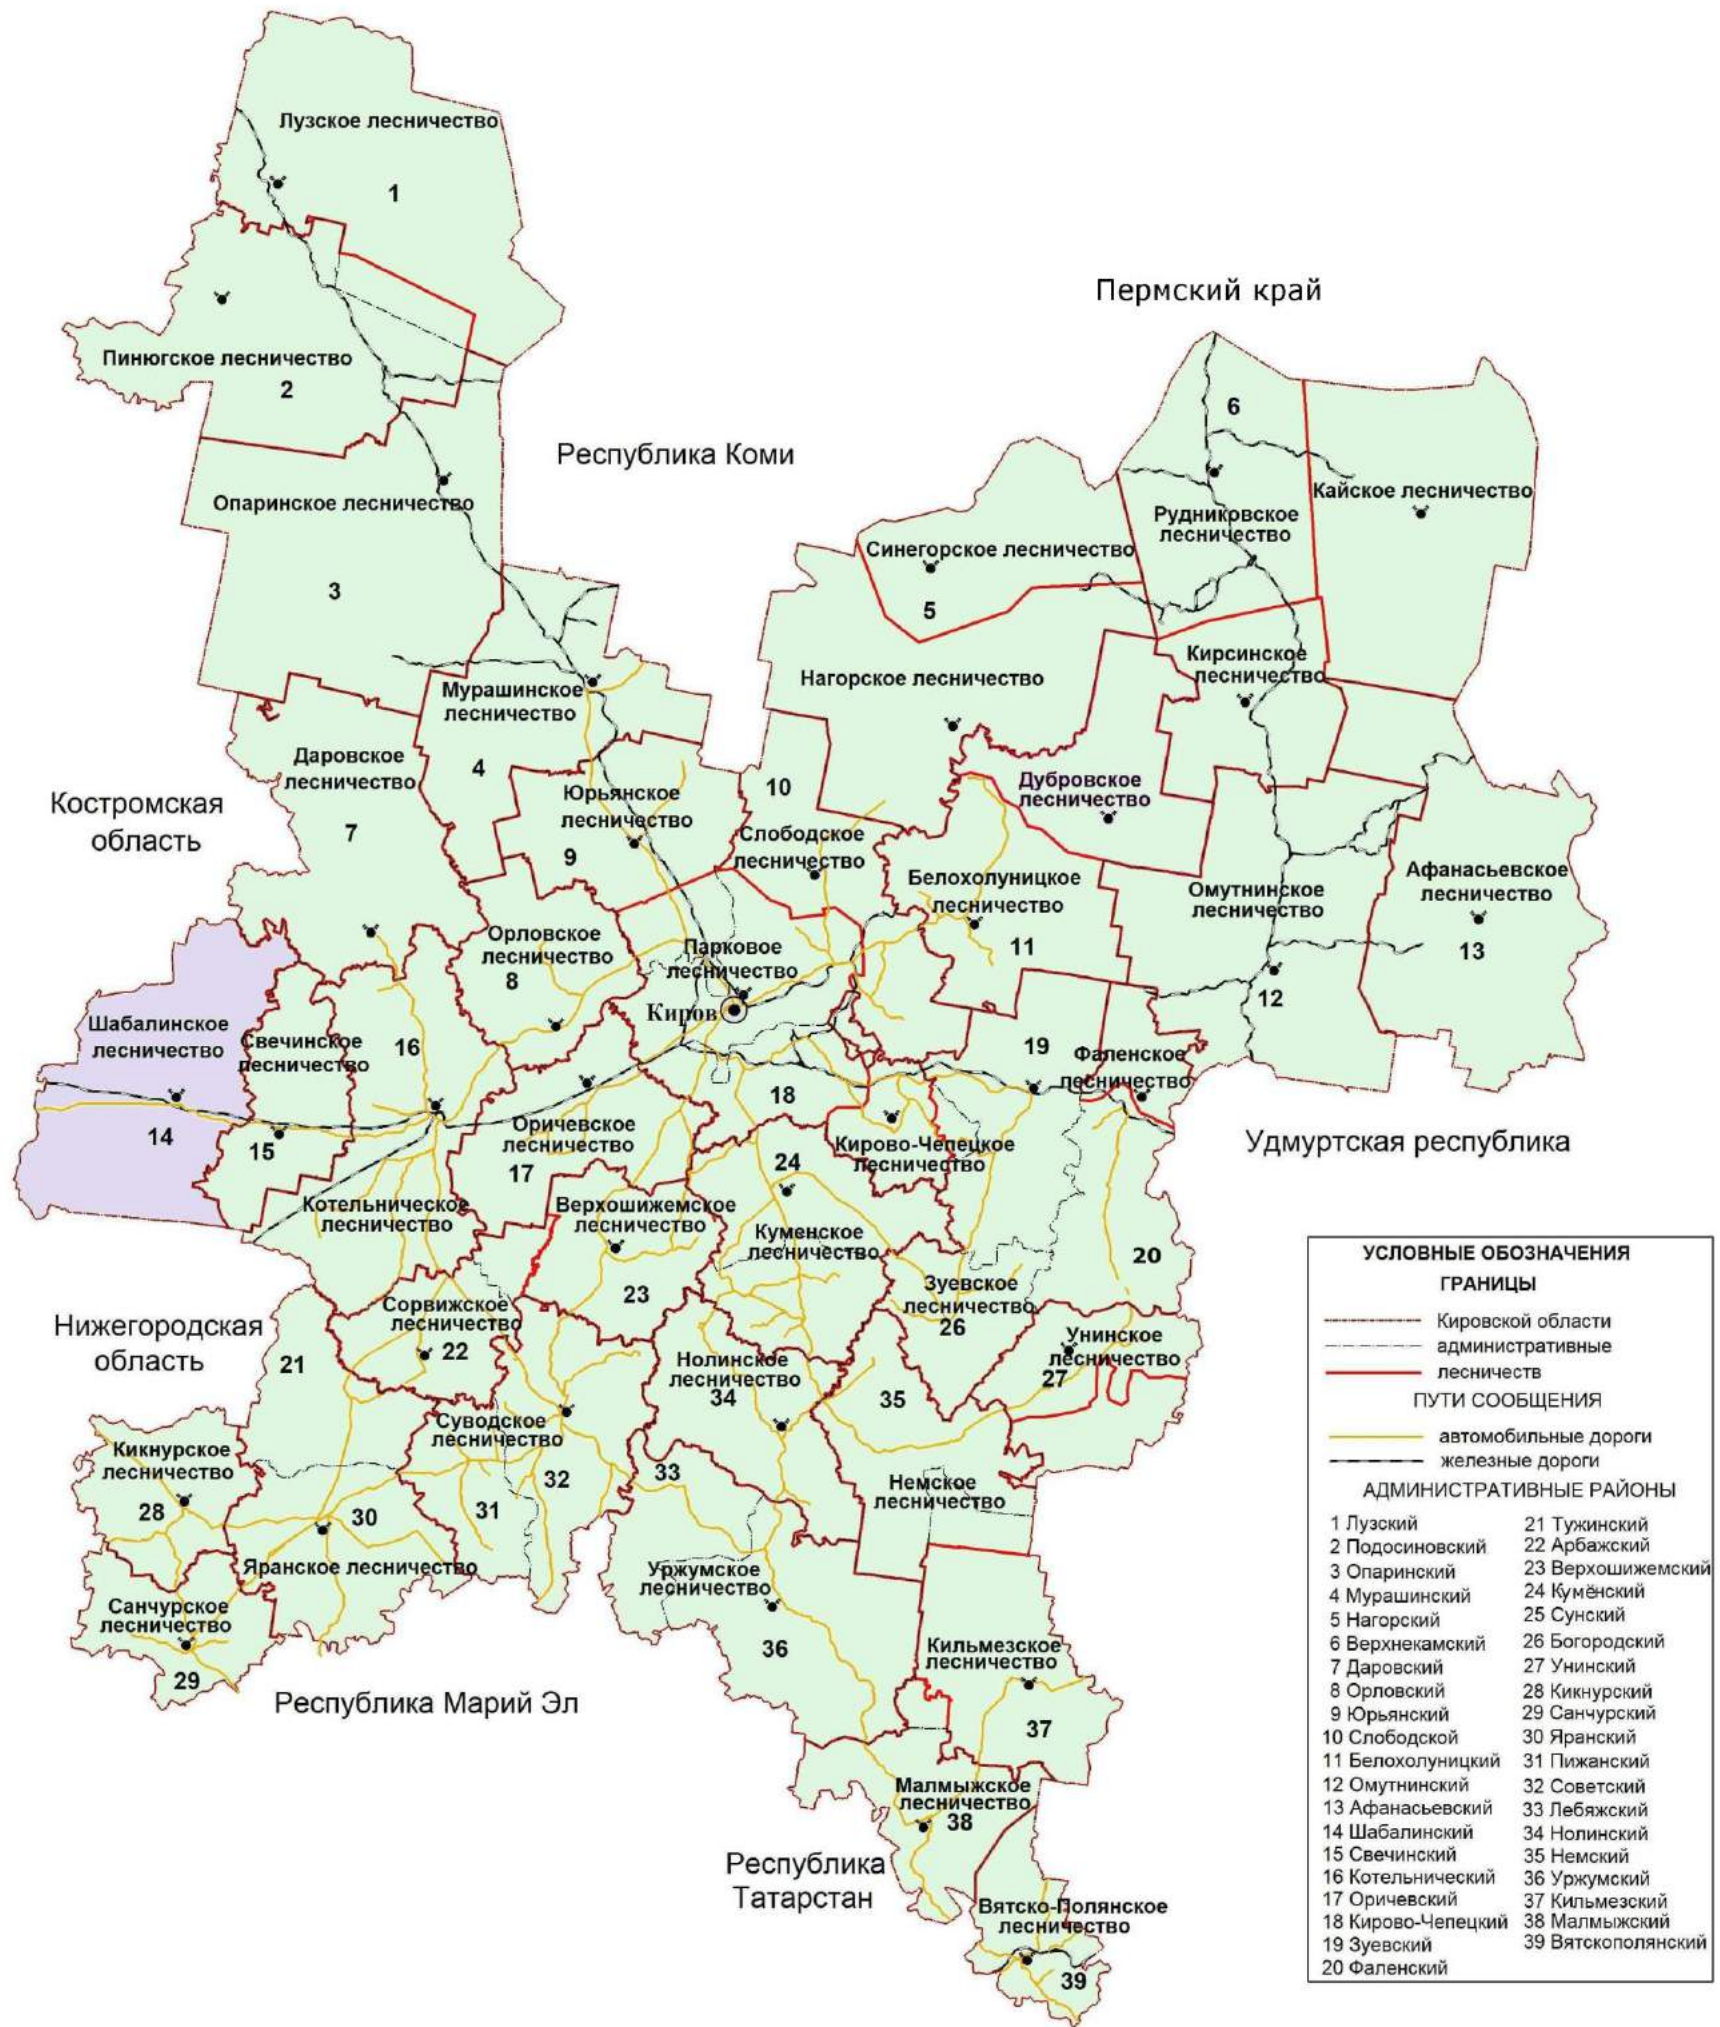 Лузское лесничество
1
Пермский край
Пинюгское лесничество
2
6
Республика Коми
Кайское лесничество
Опаринское лесничество
Рудниковское
лесничество
Синегорское лесничество
3
5
Кирсинское
лесничество
Нагорское лесничество
Мурашинское
лесничество
Даровское
лесничество
4
10
Дубровское
лесничество
Юрьянское
лесничество
Костромская
область
7
9
Слободское
лесничество
Белохолуницкое
лесничество
Омутнинское
лесничество
Афанасьевское
лесничество
Орловское
лесничество
8
Парковое
лесничество
11
13
12
Киров
Шабалинское
лесничество
Свечинское
лесничество
16
19
Фаленское
лесничество
18
14
15
Оричевское
лесничество
17
Кирово-Чепецкое
лесничество
Удмуртская республика
24
Котельническое
лесничество
Верхошижемское
лесничество
Куменское
лесничество
20
23
Зуевское
лесничество
26
Нижегородская
область
Сорвижское
лесничество
22
21
Унинское
лесничество
27
Нолинское
лесничество
34
35
Суводское
лесничество
Кикнурское
лесничество
28
32
33
31
30
Немское
лесничество
Яранское лесничество
Уржумское
лесничество
Санчурское
лесничество
29
36
Кильмезское
лесничество
37
Республика Марий Эл
Малмыжское
лесничество
38
Республика
Татарстан
Вятско-Полянское
лесничество
39
УСЛОВНЫЕ ОБОЗНАЧЕНИЯ
ГРАНИЦЫ
Кировской области
административные
лесничеств
ПУТИ СООБЩЕНИЯ
автомобильные дороги
железные дороги
АДМИНИСТРАТИВНЫЕ РАЙОНЫ
1 Лузский
2 Подосиновский
3 Опаринский
4 Мурашинский
5 Нагорский
6 Верхнекамский
7 Даровский
8 Орловский
9 Юрьянский
10 Слободской
11 Белохолуницкий
12 Омутнинский
13 Афанасьевский
14 Шабалинский
15 Свечинский
16 Котельнический
17 Оричевский
18 Кирово-Чепецкий
19 Зуевский
20 Фаленский
21 Тужинский
22 Арбажский
23 Верхошижемский
24 Кумёнский
25 Сунский
26 Богородский
27 Унинский
28 Кикнурский
29 Санчурский
30 Яранский
31 Пижанский
32 Советский
33 Лебяжский
34 Нолинский
35 Немский
36 Уржумский
37 Кильмезский
38 Малмыжский
39 Вятскополянский